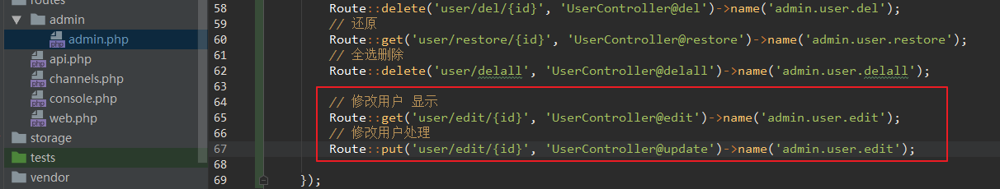 routes
admin
admin.php
api.php
channels.php
console.php
web.php
storage
tests
vendor
58 Route::delete('user/del/{id}', 'UserController@del')->name('admin.user.del');
59 // 还原
60 Route::get('user/restore/{id}', 'UserController@restore')->name('admin.user.restore');
61 // 全选删除
62 Route::delete('user/delall', 'UserController@delall')->name('admin.user.delall');
63
64 // 修改用户 显示
65 Route::get('user/edit/{id}', 'UserController@edit')->name('admin.user.edit');
66 // 修改用户处理
67 Route::put('user/edit/{id}', 'UserController@update')->name('admin.user.edit');
68
69 });